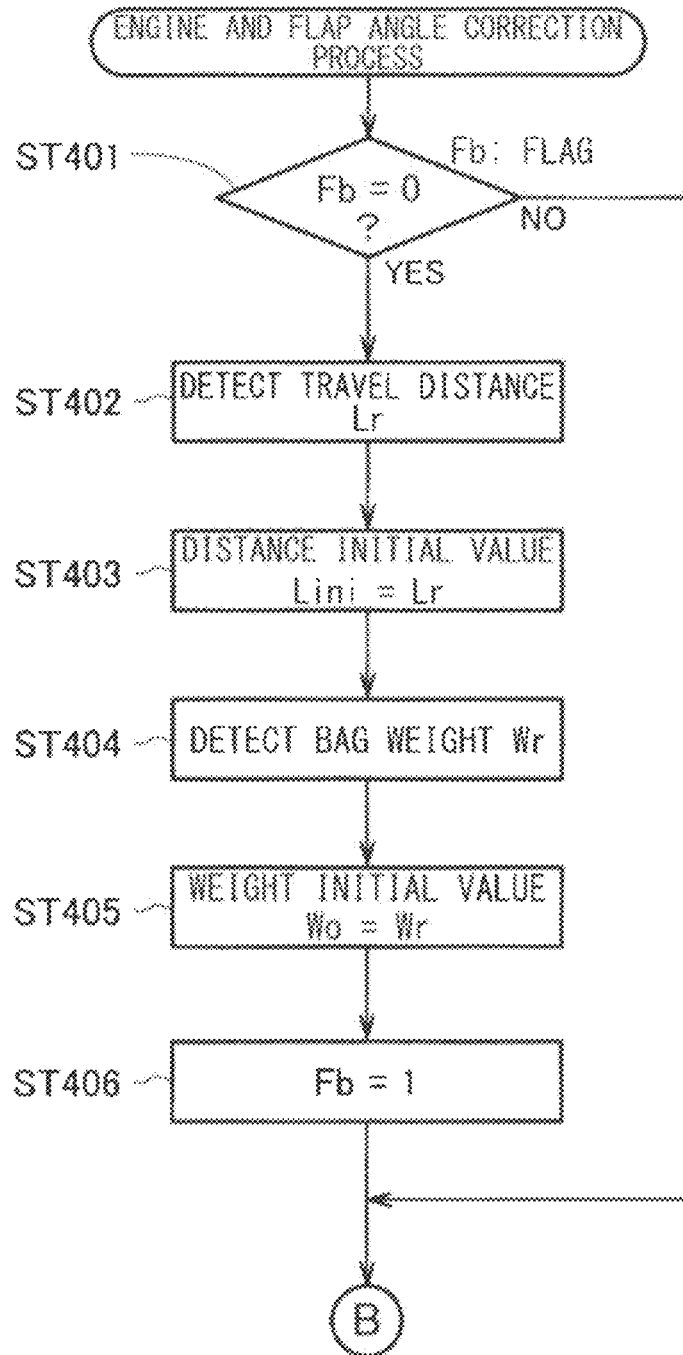 ENGINE AND FLAP ANGLE CORRECTION
PROCESS
ST401
Fb: FLAG
Fb = 0
?
NO
YES
ST402
DETECT TRAVEL DISTANCE
Lr
ST403
DISTANCE INITIAL VALUE
Lini = Lr
ST404
DETECT BAG WEIGHT Wr
ST405
WEIGHT INITIAL VALUE
Wo = Wr
ST406
Fb = 1
B